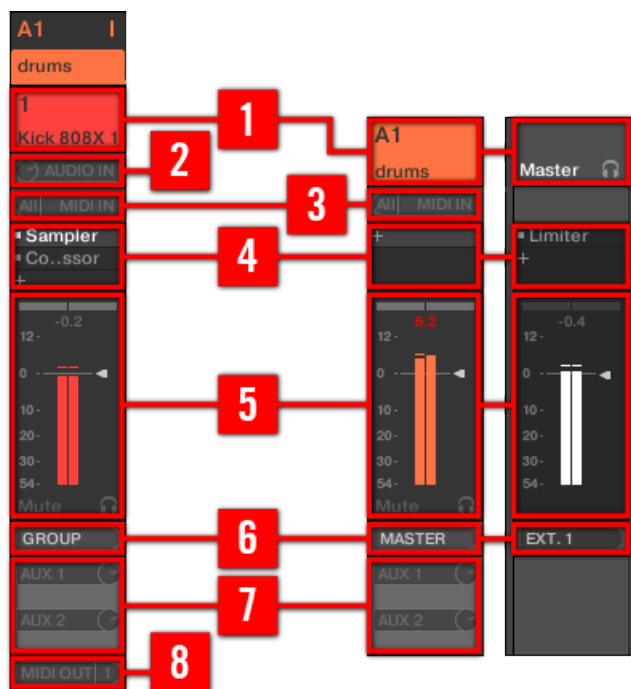 A1 I
drums
1
Kick 808X 1
AUDIO IN
All MIDI IN
Sampler
Co..ssor
+
-0.2
12-
0 -
10-
20-
30-
54-
Mute
GROUP
AUX 1
AUX 2
MIDI OUT 1
1
2
3
4
5
6
7
8
A1
drums
All MIDI IN
+
6.2
12-
0 -
10-
20-
30-
54-
Mute
MASTER
AUX 1
AUX 2
Master
Limiter
+
-0.4
12-
0 -
10-
20-
30-
54-
EXT. 1